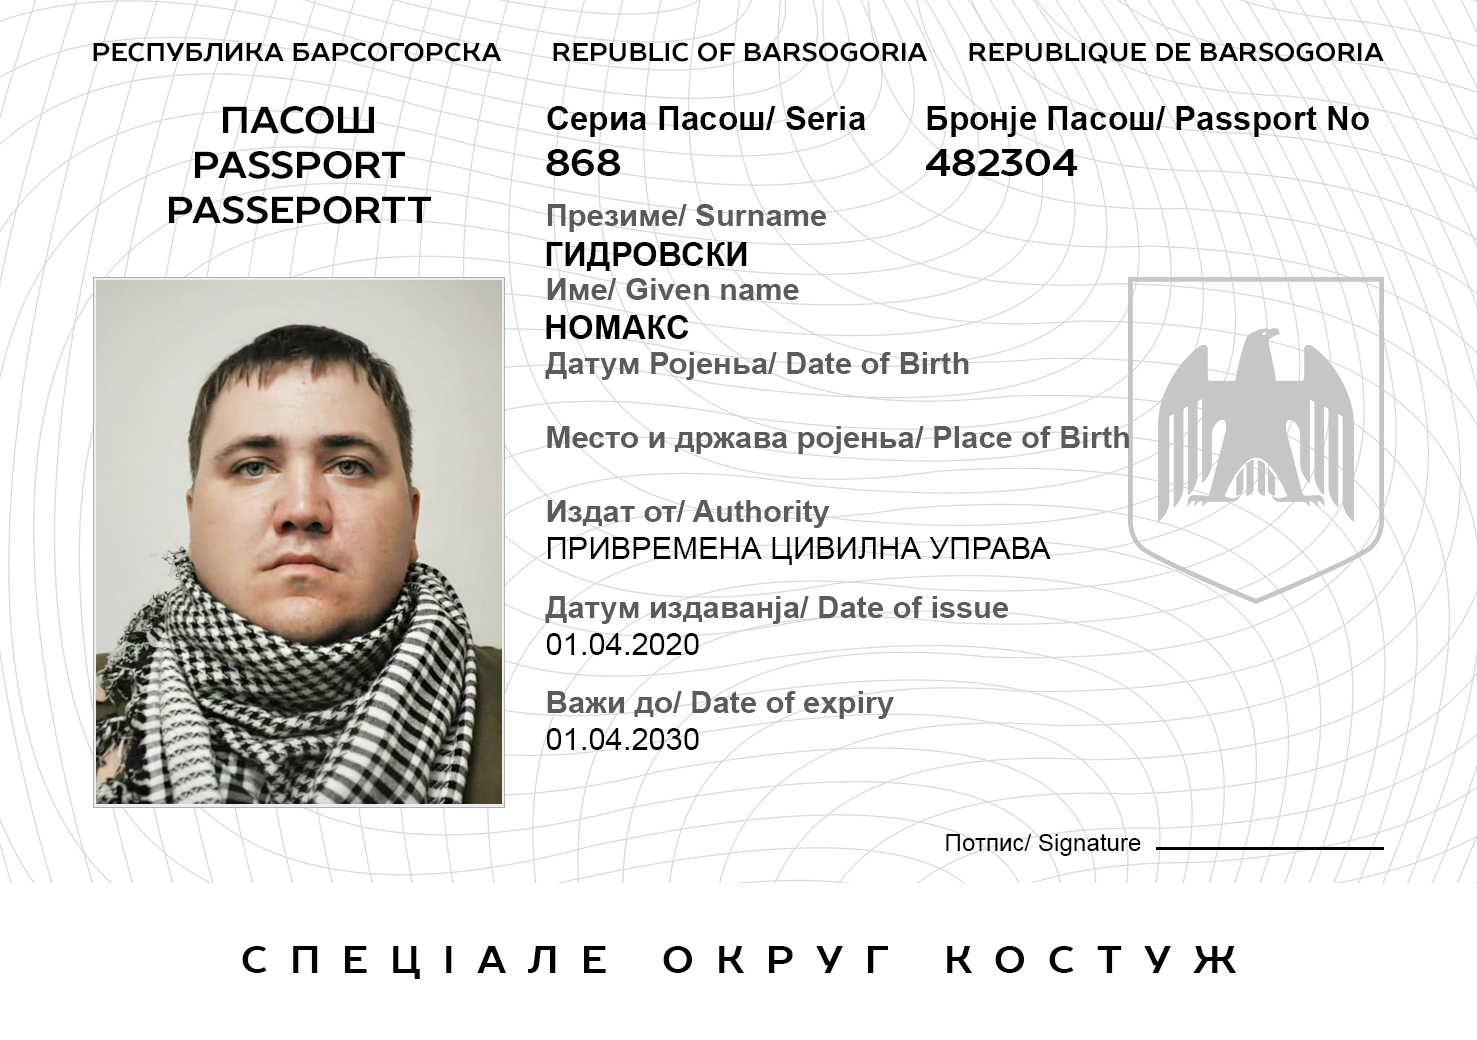 РЕСПУБЛИКА БАРСОГОРСКА REPUBLIC OF BARSOGORIA REPUBLIQUE DE BARSOGORIA
ПАСОШ
PASSPORT
PASSEPORTT
Сериа Пасош/ Seria
868
Бронје Пасош/ Passport No
482304
Презиме/ Surname
ГИДРОВСКИ
Име/ Given name
НОМАКС
ДатумРојења/ Date of Birth
Место и држава ројења/ Place of Birth
Издат от/ Authority
ПРИВРЕМЕНА ЦИВИЛНА УПРАВА
Датум издаванја/ Date of issue
01.04.2020
Важи до/ Date of expiry
01.04.2030
Потпис/ Signature
СПЕЦІАЛЕ ОКРУГ КОСТУЖ